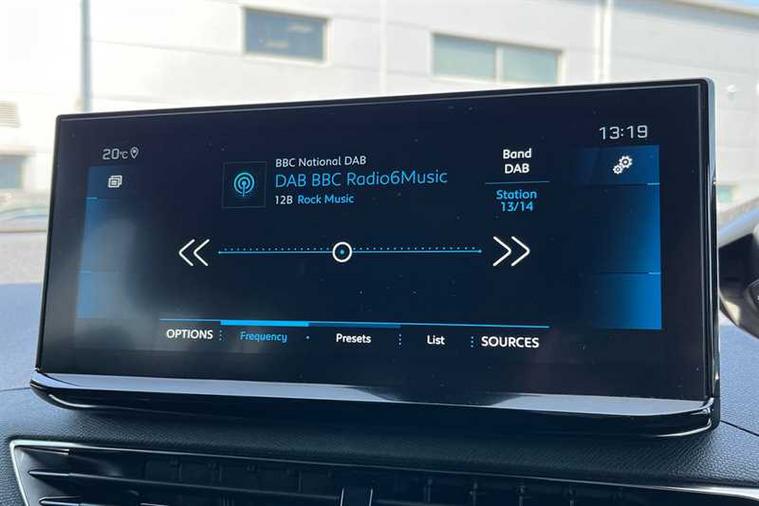 20°C
13:19
BBC National DAB
DAB BBC Radio6Music
12B Rock Music
Band
DAB
Station
13/14
OPTIONS Frequency Presets List SOURCES